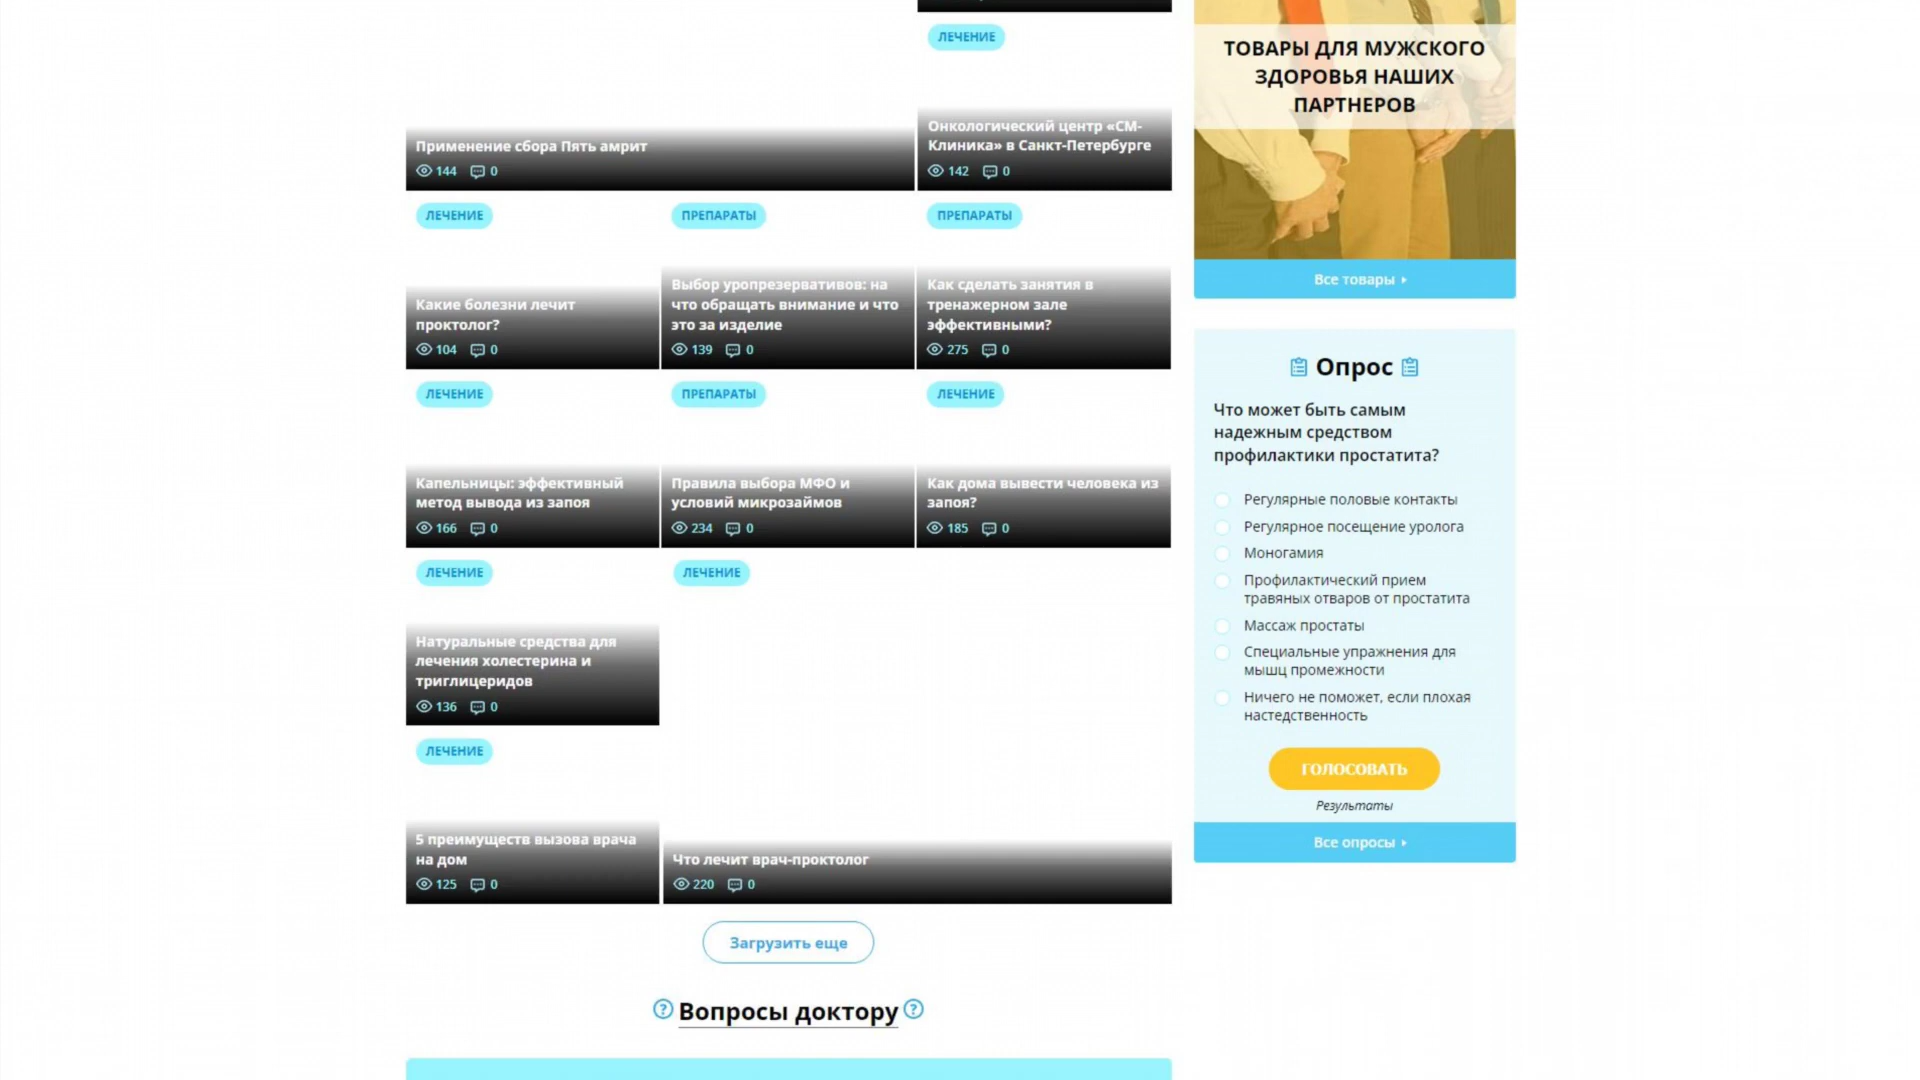 ЛЕЧЕНИЕ
Применение сбора Пять амрит
144 0
Онкологический центр «СМ-
Клиника» в Санкт-Петербурге
142 0
ЛЕЧЕНИЕ
Какие болезни лечит
проктолог?
104 0
ПРЕПАРАТЫ
Выбор уропрезервативов: на
что обращать внимание и что
это за изделие
139 0
ПРЕПАРАТЫ
Как сделать занятия в
тренажерном зале
эффективными?
275 0
ЛЕЧЕНИЕ
Капельницы: эффективный
метод вывода из запоя
166 0
ПРЕПАРАТЫ
Правила выбора МФО и
условий микрозаймов
234 0
ЛЕЧЕНИЕ
Как дома вывести человека из
запоя?
185 0
ЛЕЧЕНИЕ
Натуральные средства для
лечения холестерина и
триглицеридов
136 0
ЛЕЧЕНИЕ
5 преимуществ вызова врача
на дом
125 0
ЛЕЧЕНИЕ
Что лечит врач-проктолог
220 0
Загрузить еще
Вопросы доктору
ТОВАРЫ ДЛЯ МУЖСКОГО
ЗДОРОВЬЯ НАШИХ
ПАРТНЕРОВ
Все товары
Опрос
Что может быть самым
надежным средством
профилактики простатита?
Регулярные половые контакты
Регулярное посещение уролога
Моногамия
Профилактический прием
травяных отваров от простатита
Массаж простаты
Специальные упражнения для
мышц промежности
Ничего не поможет, если плохая
настедственность
ГОЛОСОВАТЬ
Результаты
Все опросы